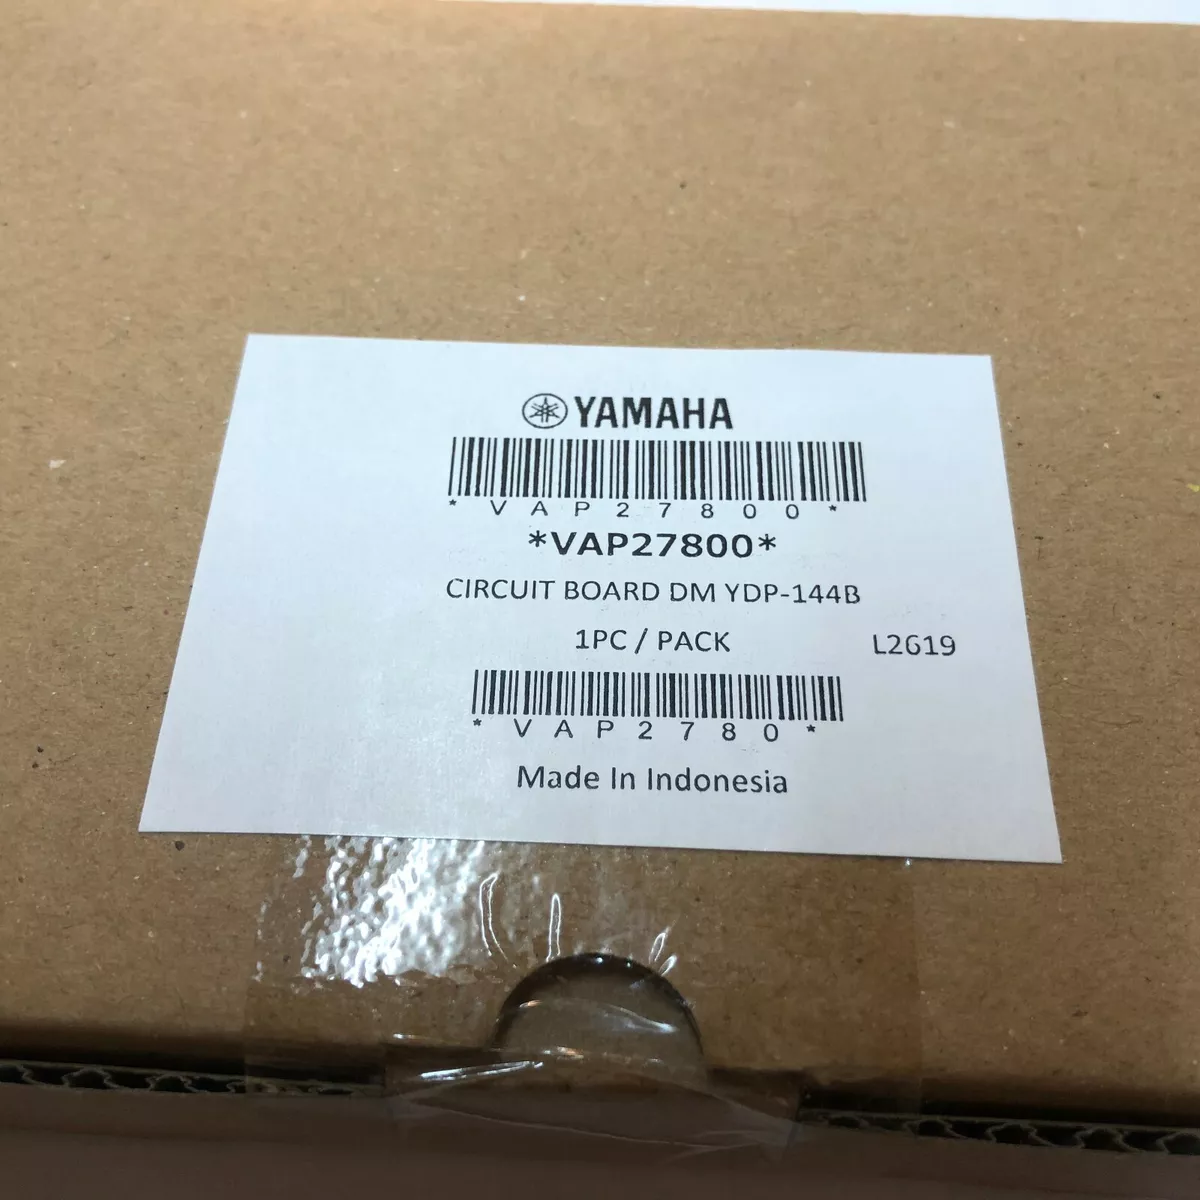 YAMAHA
* V A P 2 7 8 0 0 *
*VAP27800*
CIRCUIT BOARD DM YDP-144B
1PC / PACK L2619
* V A P 2 7 8 0 *
Made In Indonesia